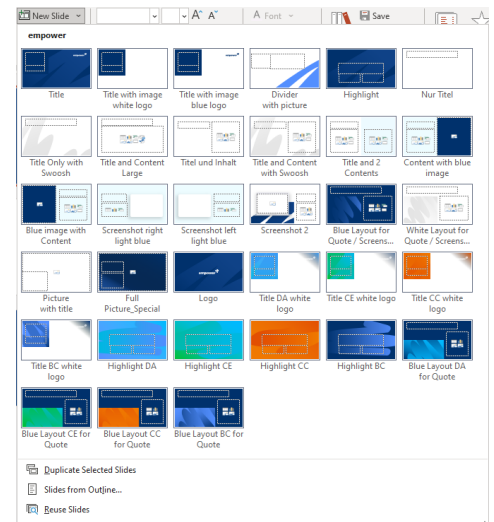 New Slide
A^ A˅
A Font
Save
empower
Title
Title with image
white logo
Title with image
blue logo
Divider
with picture
Highlight
Nur Titel
Title Only with
Swoosh
Title and Content
Large
Titel und Inhalt
Title and Content
with Swoosh
Title and 2
Contents
Content with blue
image
Blue image with
Content
Screenshot right
light blue
Screenshot left
light blue
Screenshot 2
Blue Layout for
Quote / Screens...
White Layout for
Quote / Screens...
Picture
with title
Full
Picture_Special
empower
Logo
Title DA white
logo
Title CE white logo
Title CC white
logo
Title BC white
logo
Highlight DA
Highlight CE
Highlight CC
Highlight BC
Blue Layout DA
for Quote
Blue Layout CE for
Quote
Blue Layout CC
for Quote
Blue Layout BC for
Quote
Duplicate Selected Slides
Slides from Outline...
Reuse Slides